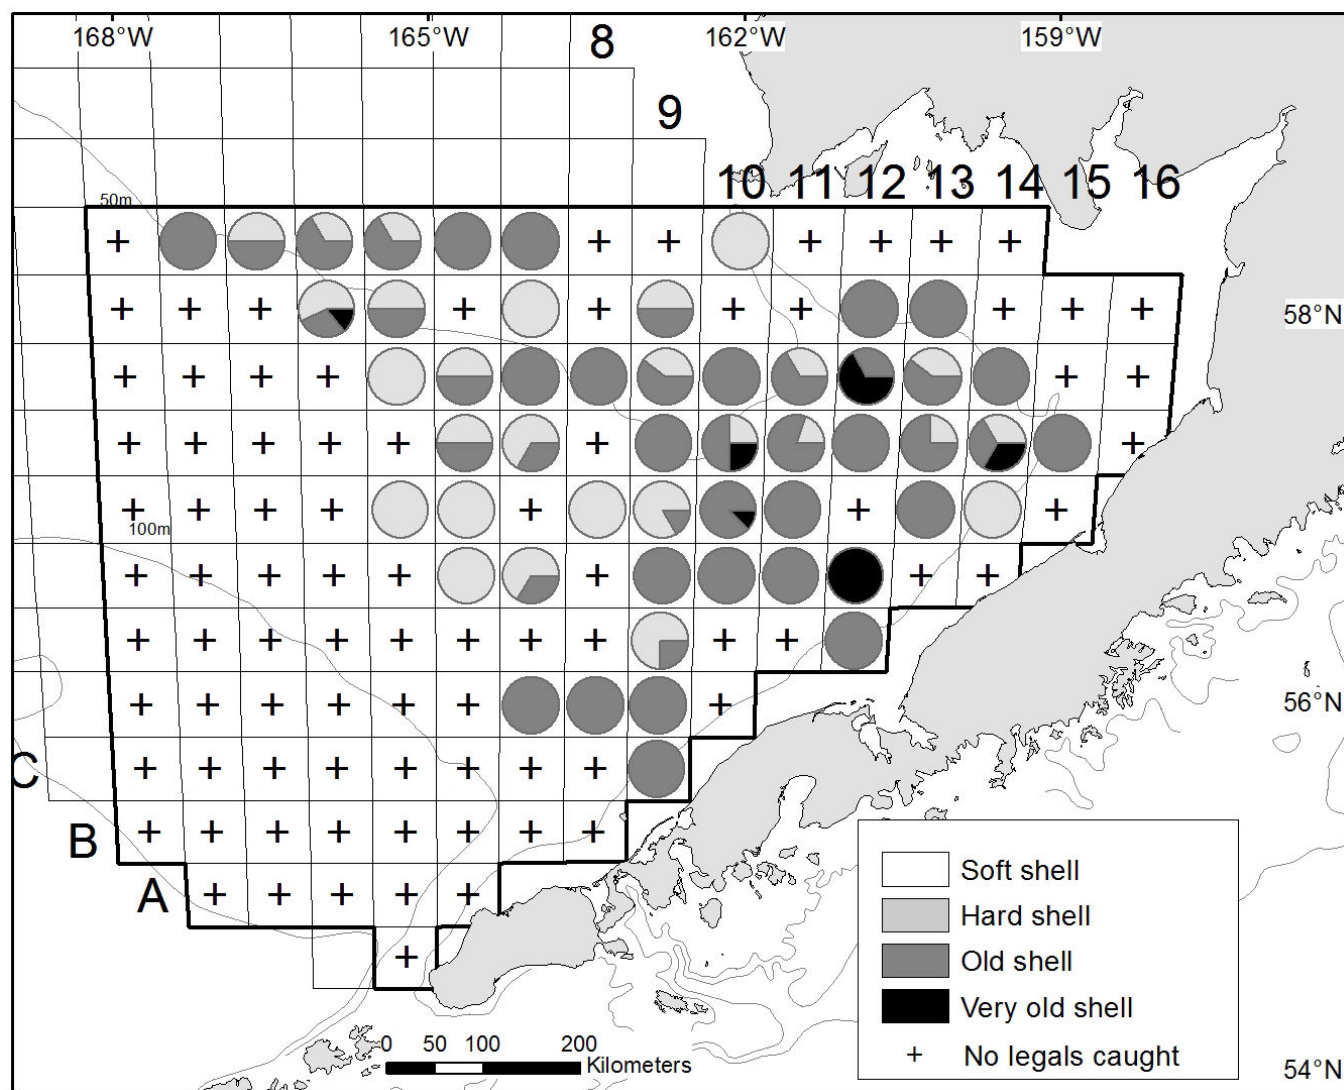 168°W 165°W 162°W 159°W
8
9
10 11 12 13 14 15 16
50m
58°N
100m
56°N
C
B
A
Soft shell
Hard shell
Old shell
Very old shell
+ No legals caught
0 50 100 200
Kilometers
54°N